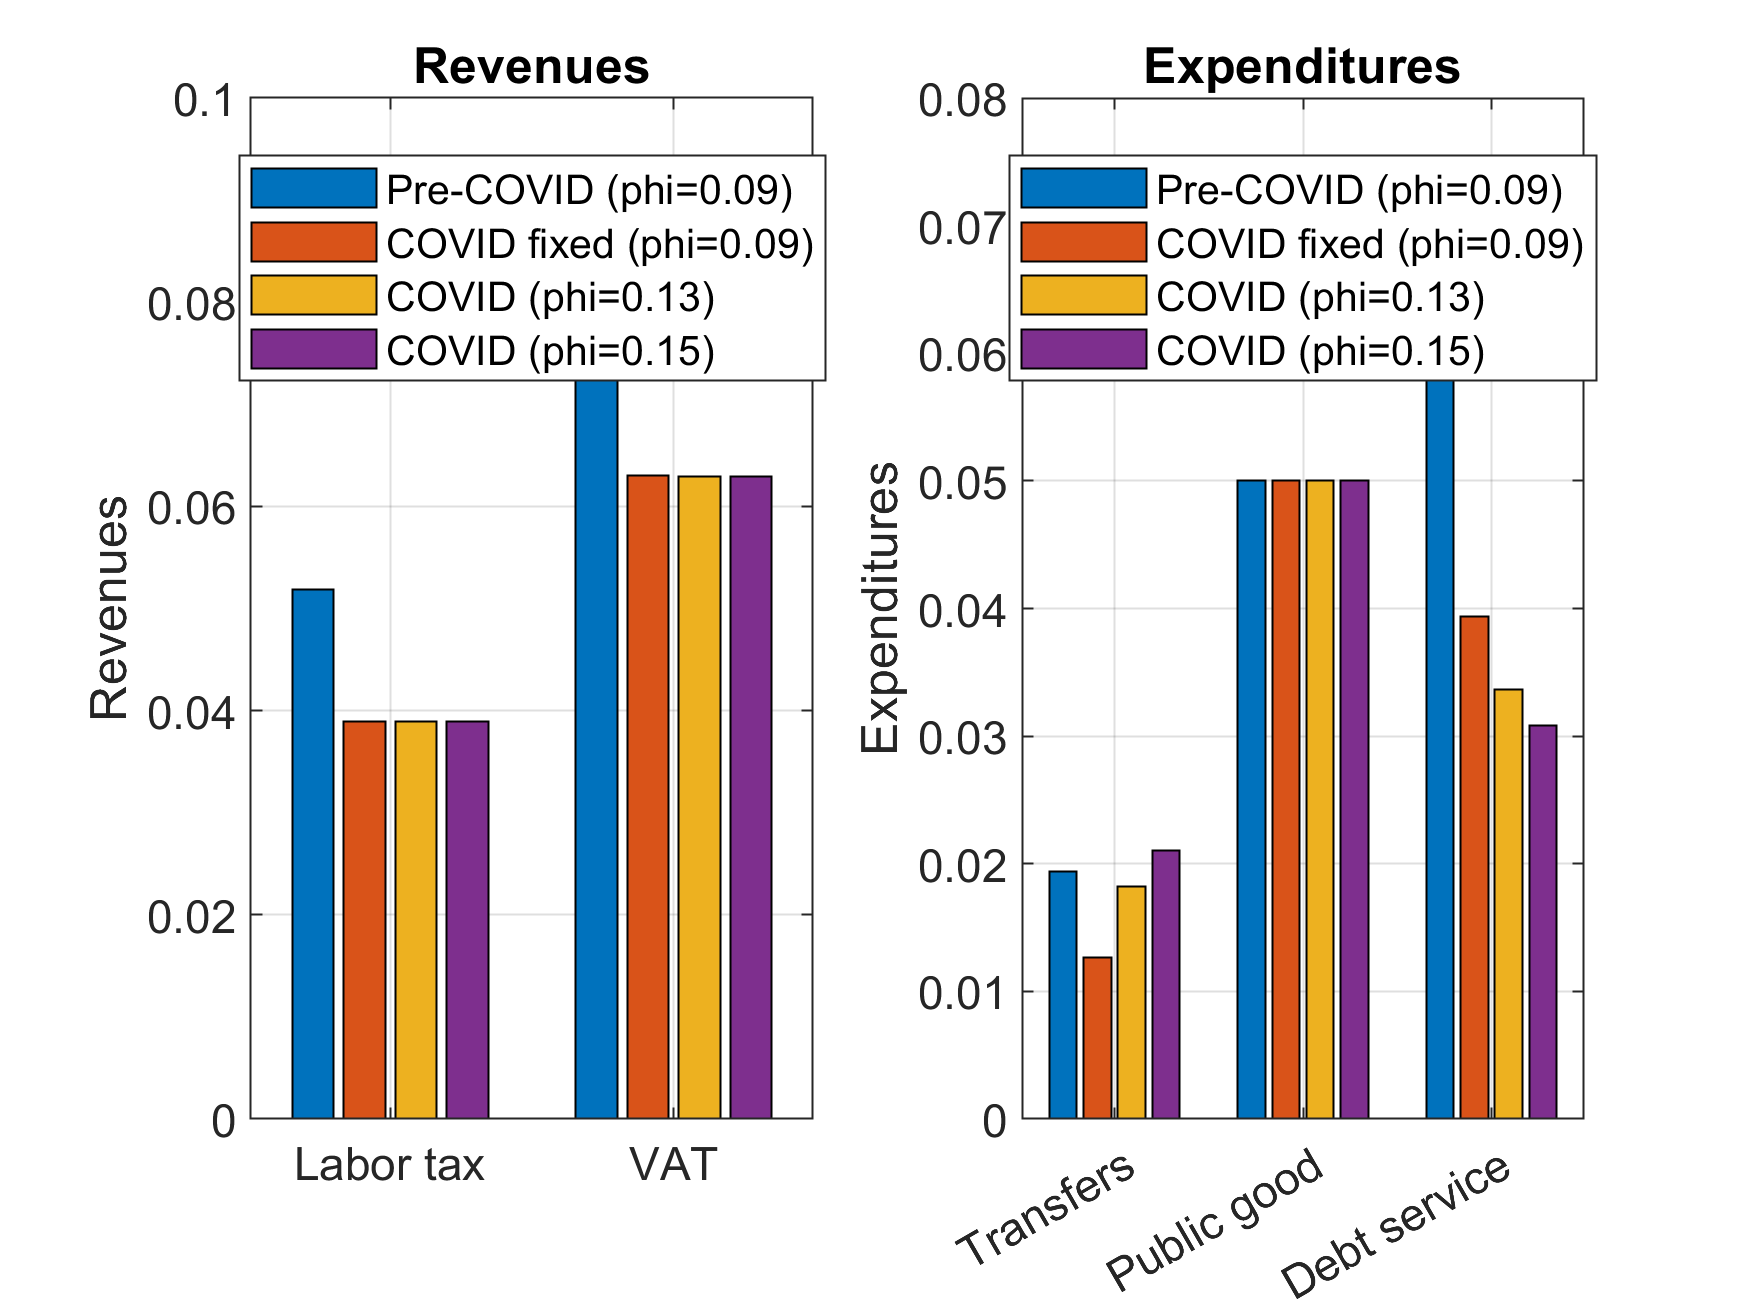 Revenues
0.1
0.08
0.06
0.04
0.02
0
Revenues
Pre-COVID (phi=0.09)
COVID fixed (phi=0.09)
COVID (phi=0.13)
COVID (phi=0.15)
Labor tax
VAT
Expenditures
0.08
0.07
0.06
0.05
0.04
0.03
0.02
0.01
0
Expenditures
Pre-COVID (phi=0.09)
COVID fixed (phi=0.09)
COVID (phi=0.13)
COVID (phi=0.15)
Transfers
Public good
Debt service